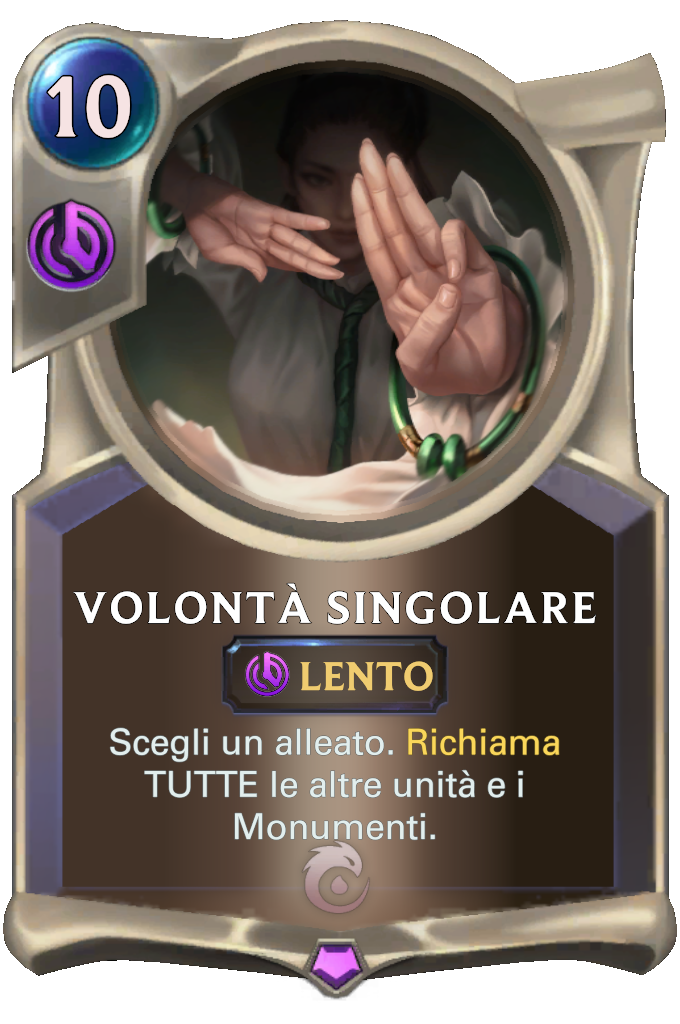 10
VOLONTÀ SINGOLARE
LENTO
Scegli un alleato. Richiama
TUTTE le altre unità e i
Monumenti.